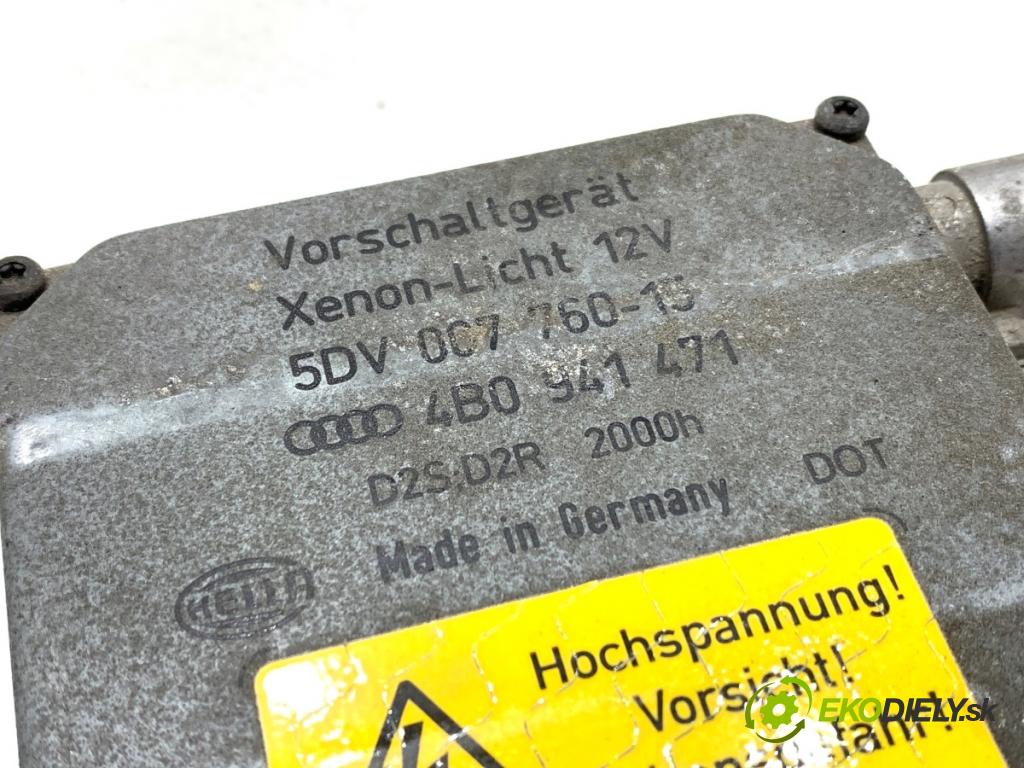 Vorschaltgerät
Xenon-Licht 12V
5DV 007 760-15
4B0 941 471
D2S.D2R 2000h
Made in Germany DOT
HELLA
Hochspannung!
Vorsicht!
EKODIELY.sk